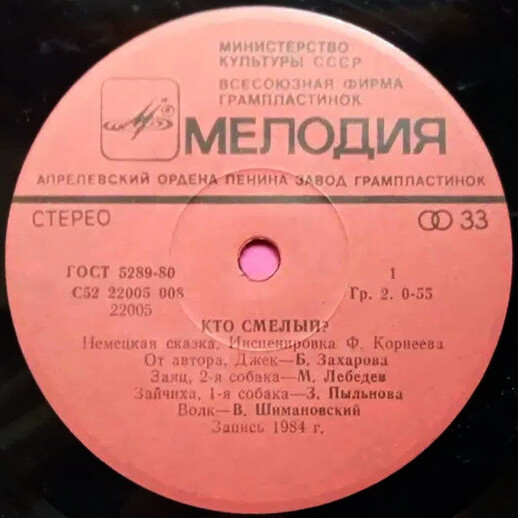 МИНИСТЕРСТВО
КУЛЬТУРЫ СССР
ВСЕСОЮЗНАЯ ФИРМА
ГРАМПЛАСТИНОК
МЕЛОДИЯ
АПРЕЛЕВСКИЙ ОРДЕНА ЛЕНИНА ЗАВОД ГРАМПЛАСТИНОК
СТЕРЕО 33
ГОСТ 5289-80 1
С52 22005 008 Гр. 2. 0-55
22005
КТО СМЕЛЫЙ?
Немецкая сказка. Инсценировка Ф. Корнеева
От автора, Джек—Б. Захарова
Заяц, 2-я собака—М. Лебедев
Зайчиха, 1-я собака—З. Пыльнова
Волк—В. Шимановский
Запись 1984 г.